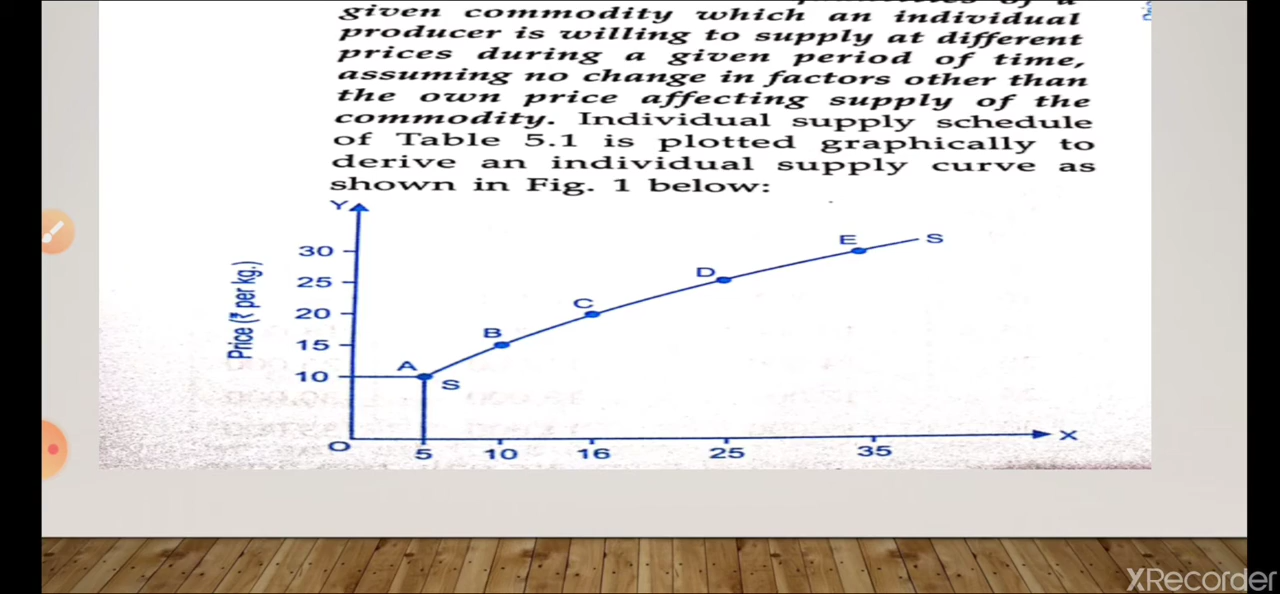 given commodity which an individual
producer is willing to supply at different
prices during a given period of time,
assuming no change in factors other than
the own price affecting supply of the
commodity. Individual supply schedule
of Table 5.1 is plotted graphically to
derive an individual supply curve as
shown in Fig. 1 below:
Y
Price (₹ per kg.)
30
25
20
15
10
A
B
C
D
E
S
S
O
5
10
16
25
35
X
XRecorder